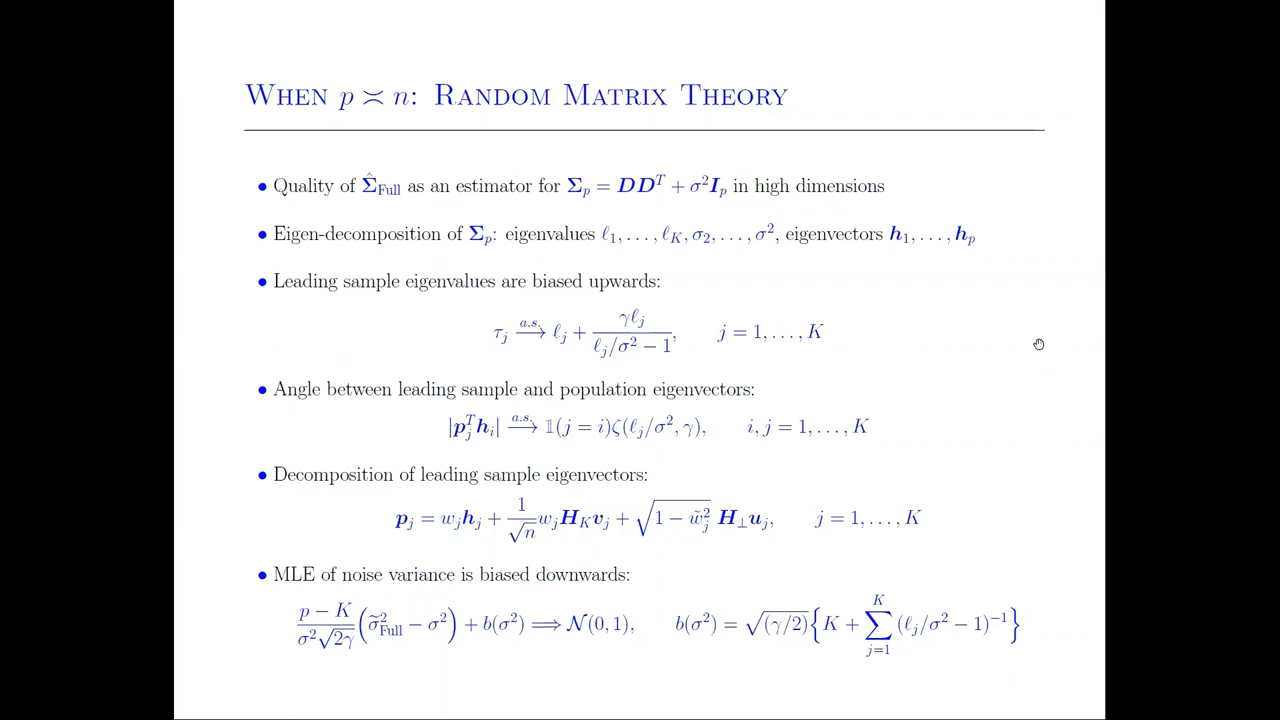 When p ≍ n: Random Matrix Theory
• Quality of Σ̂_Full as an estimator for Σ_p = DD^T + σ²I_p in high dimensions
• Eigen-decomposition of Σ_p: eigenvalues ℓ_1, . . . , ℓ_K, σ_2, . . . , σ², eigenvectors h_1, . . . , h_p
• Leading sample eigenvalues are biased upwards:
τ_j —a.s.→ ℓ_j + γℓ_j / (ℓ_j/σ² − 1), j = 1, . . . , K
• Angle between leading sample and population eigenvectors:
|p_j^T h_i| —a.s.→ 𝟙(j = i)ζ(ℓ_j/σ², γ), i, j = 1, . . . , K
• Decomposition of leading sample eigenvectors:
p_j = w_j h_j + (1/√n) w_j H_K v_j + √(1 − w̃_j²) H_⊥ u_j, j = 1, . . . , K
• MLE of noise variance is biased downwards:
(p − K)/(σ²√(2γ)) (σ̃²_Full − σ²) + b(σ²) ⟹ 𝒩(0, 1), b(σ²) = √(γ/2) {K + ∑_{j=1}^{K} (ℓ_j/σ² − 1)^{−1}}